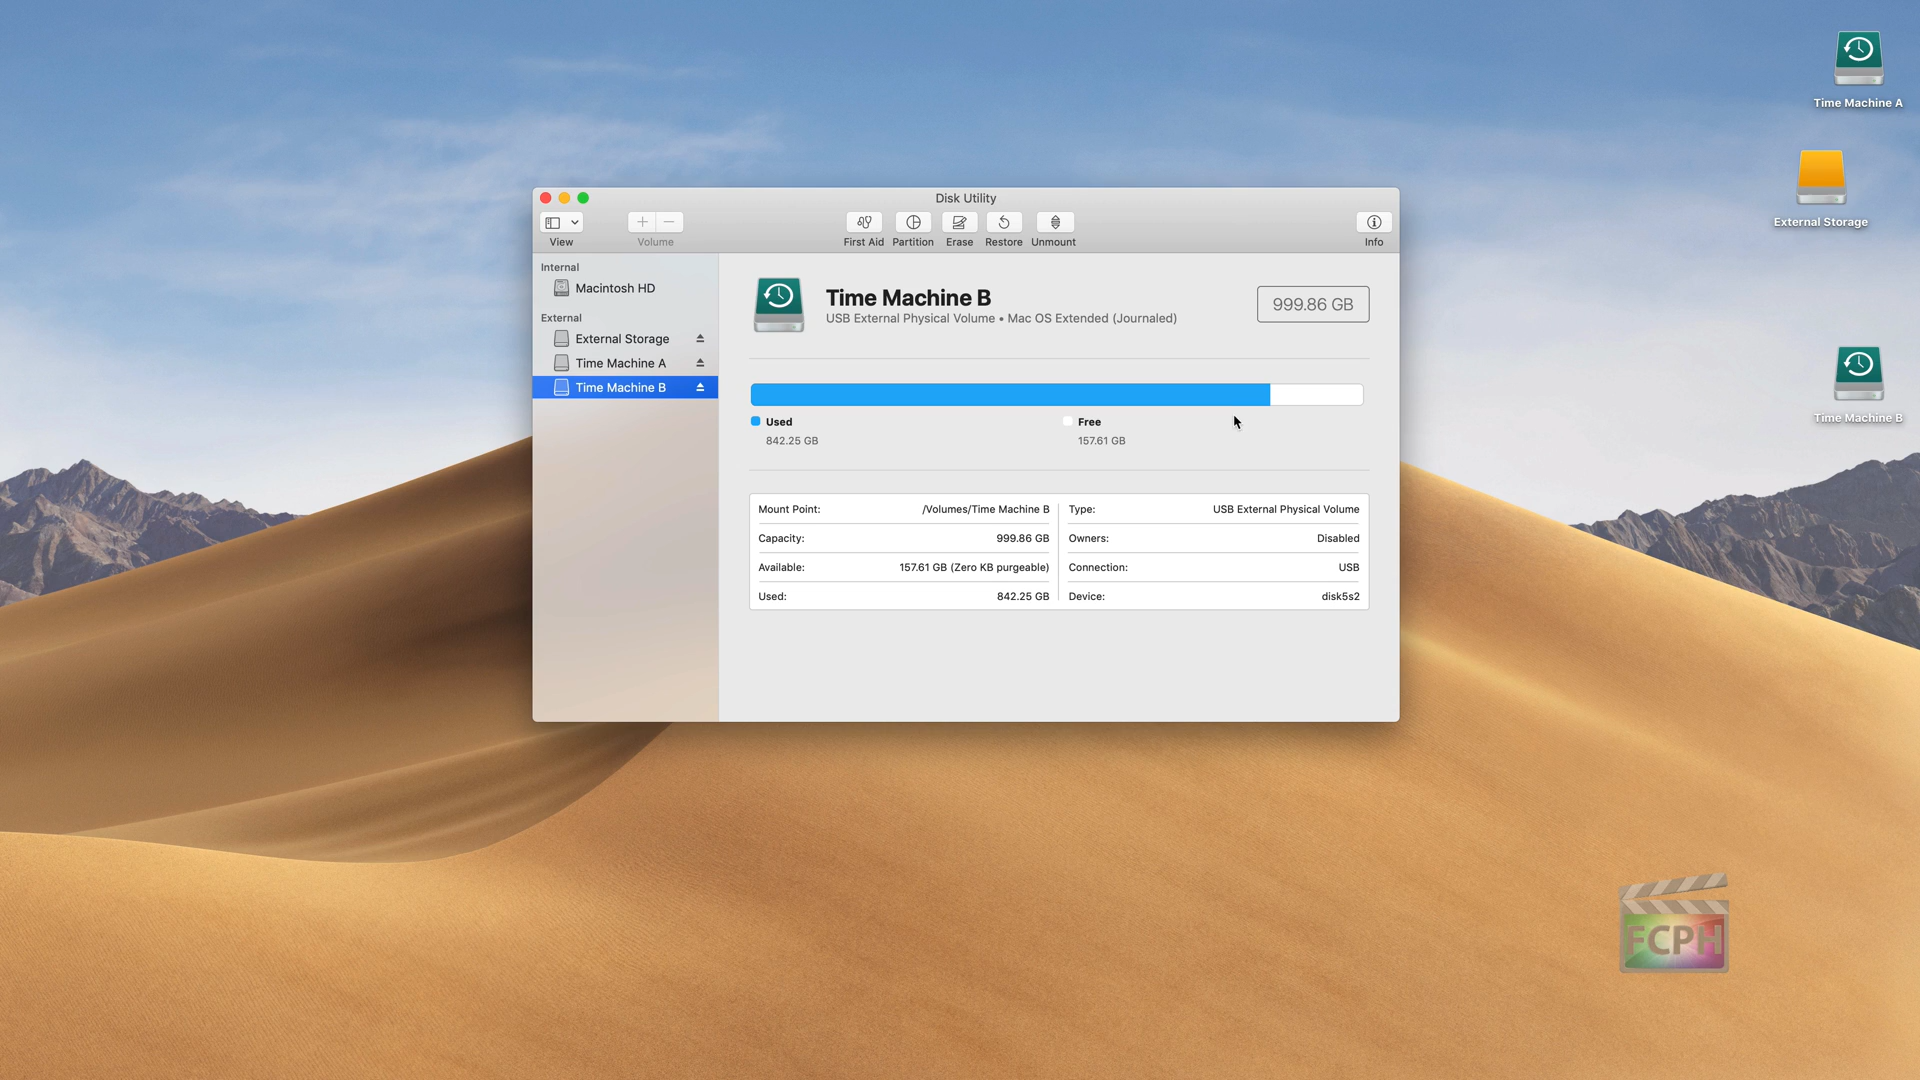 Disk Utility
View
Volume
First Aid
Partition
Erase
Restore
Unmount
Info
Internal
Macintosh HD
External
External Storage
Time Machine A
Time Machine B
Time Machine B
USB External Physical Volume • Mac OS Extended (Journaled)
999.86 GB
Used
842.25 GB
Free
157.61 GB
Mount Point: /Volumes/Time Machine B
Capacity: 999.86 GB
Available: 157.61 GB (Zero KB purgeable)
Used: 842.25 GB
Type: USB External Physical Volume
Owners: Disabled
Connection: USB
Device: disk5s2
Time Machine A
External Storage
Time Machine B
FCPH